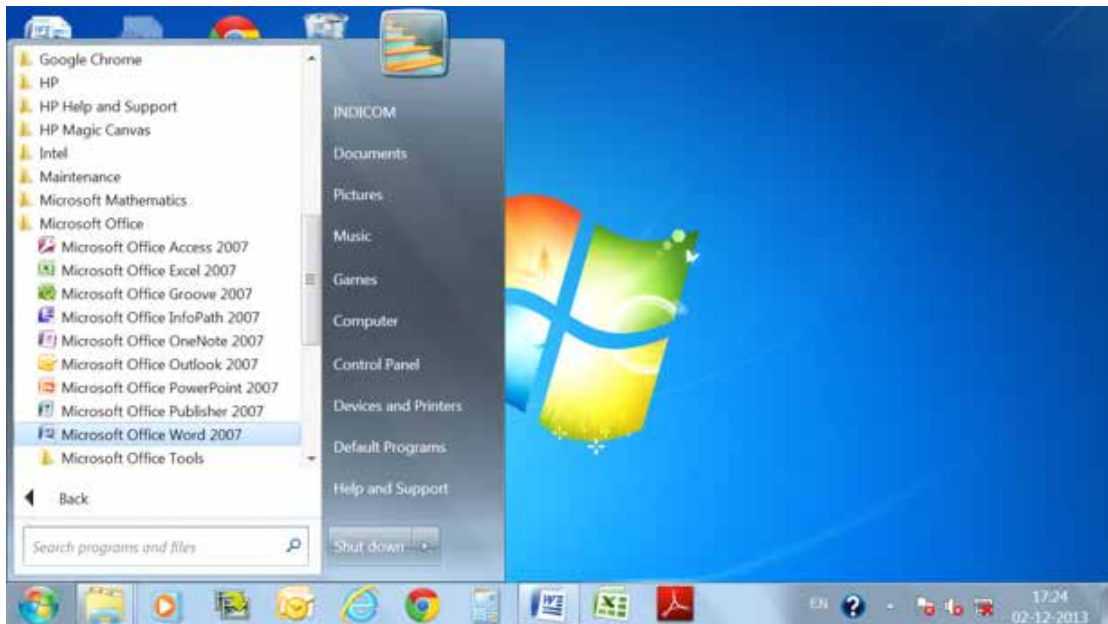 Google Chrome
HP
HP Help and Support
HP Magic Canvas
Intel
Maintenance
Microsoft Mathematics
Microsoft Office
Microsoft Office Access 2007
Microsoft Office Excel 2007
Microsoft Office Groove 2007
Microsoft Office InfoPath 2007
Microsoft Office OneNote 2007
Microsoft Office Outlook 2007
Microsoft Office PowerPoint 2007
Microsoft Office Publisher 2007
Microsoft Office Word 2007
Microsoft Office Tools
Back
Search programs and files
INDICOM
Documents
Pictures
Music
Games
Computer
Control Panel
Devices and Printers
Default Programs
Help and Support
Shut down
EN
17:24
02-12-2013